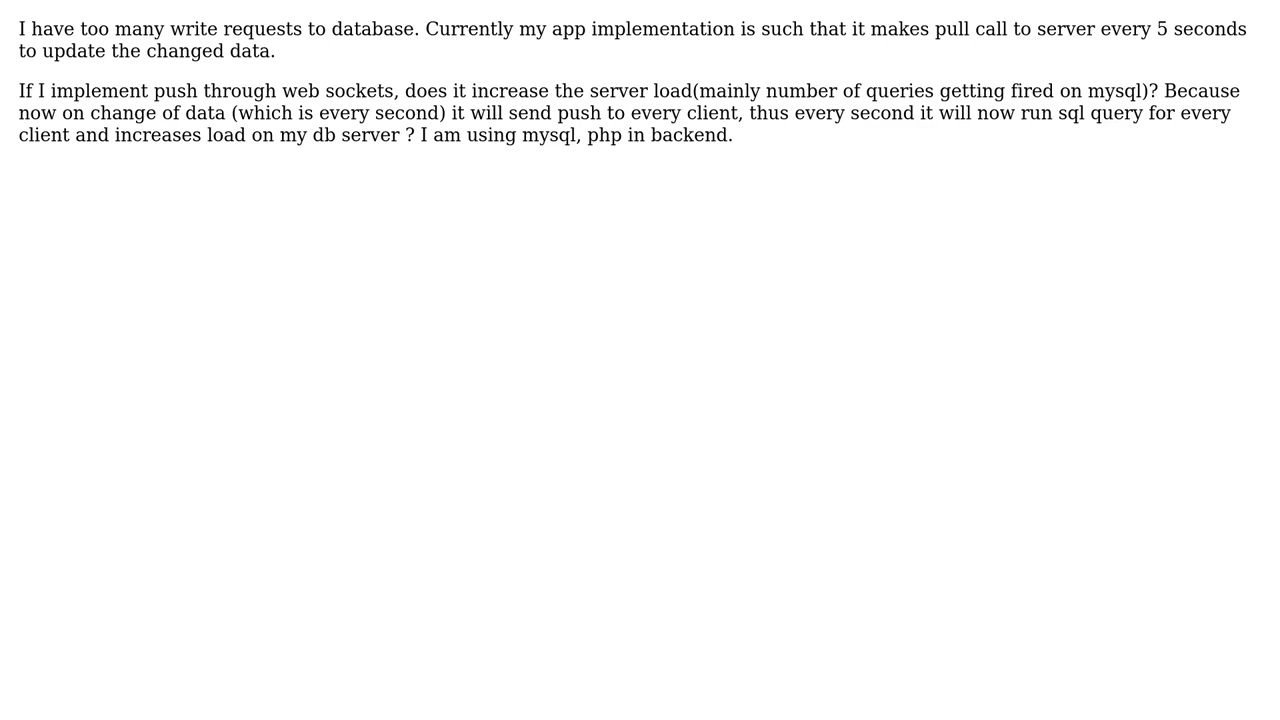 I have too many write requests to database. Currently my app implementation is such that it makes pull call to server every 5 seconds
to update the changed data.
If I implement push through web sockets, does it increase the server load(mainly number of queries getting fired on mysql)? Because
now on change of data (which is every second) it will send push to every client, thus every second it will now run sql query for every
client and increases load on my db server ? I am using mysql, php in backend.